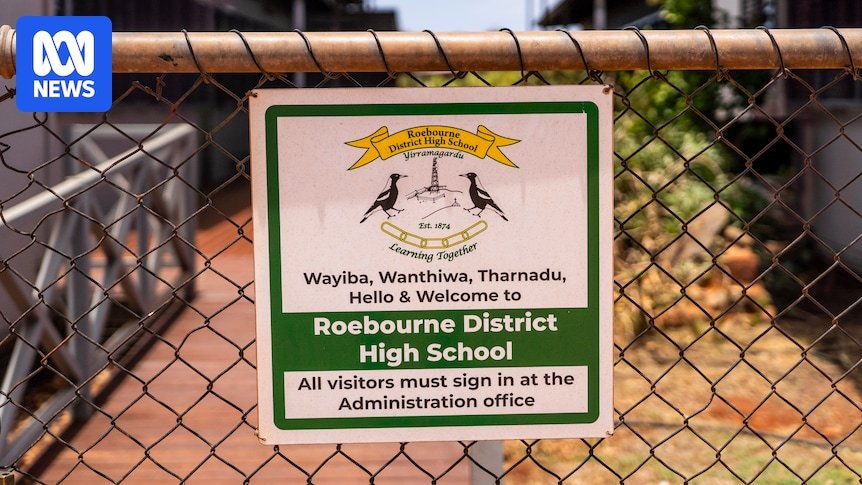 ABC
NEWS
Roebourne
District High School
Yirramagardu
Est. 1874
Learning Together
Wayiba, Wanthiwa, Tharnadu,
Hello & Welcome to
Roebourne District
High School
All visitors must sign in at the
Administration office